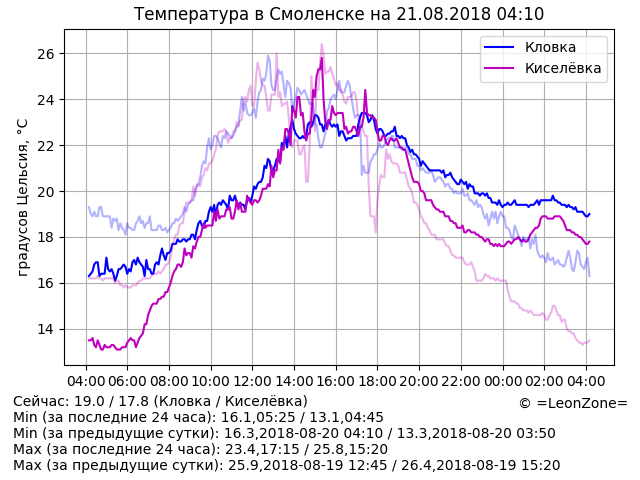 Температура в Смоленске на 21.08.2018 04:10
Кловка
Киселёвка
градусов Цельсия, °C
26
24
22
20
18
16
14
04:00 06:00 08:00 10:00 12:00 14:00 16:00 18:00 20:00 22:00 00:00 02:00 04:00
Сейчас: 19.0 / 17.8 (Кловка / Киселёвка)
© =LeonZone=
Min (за последние 24 часа): 16.1,05:25 / 13.1,04:45
Min (за предыдущие сутки): 16.3,2018-08-20 04:10 / 13.3,2018-08-20 03:50
Max (за последние 24 часа): 23.4,17:15 / 25.8,15:20
Max (за предыдущие сутки): 25.9,2018-08-19 12:45 / 26.4,2018-08-19 15:20